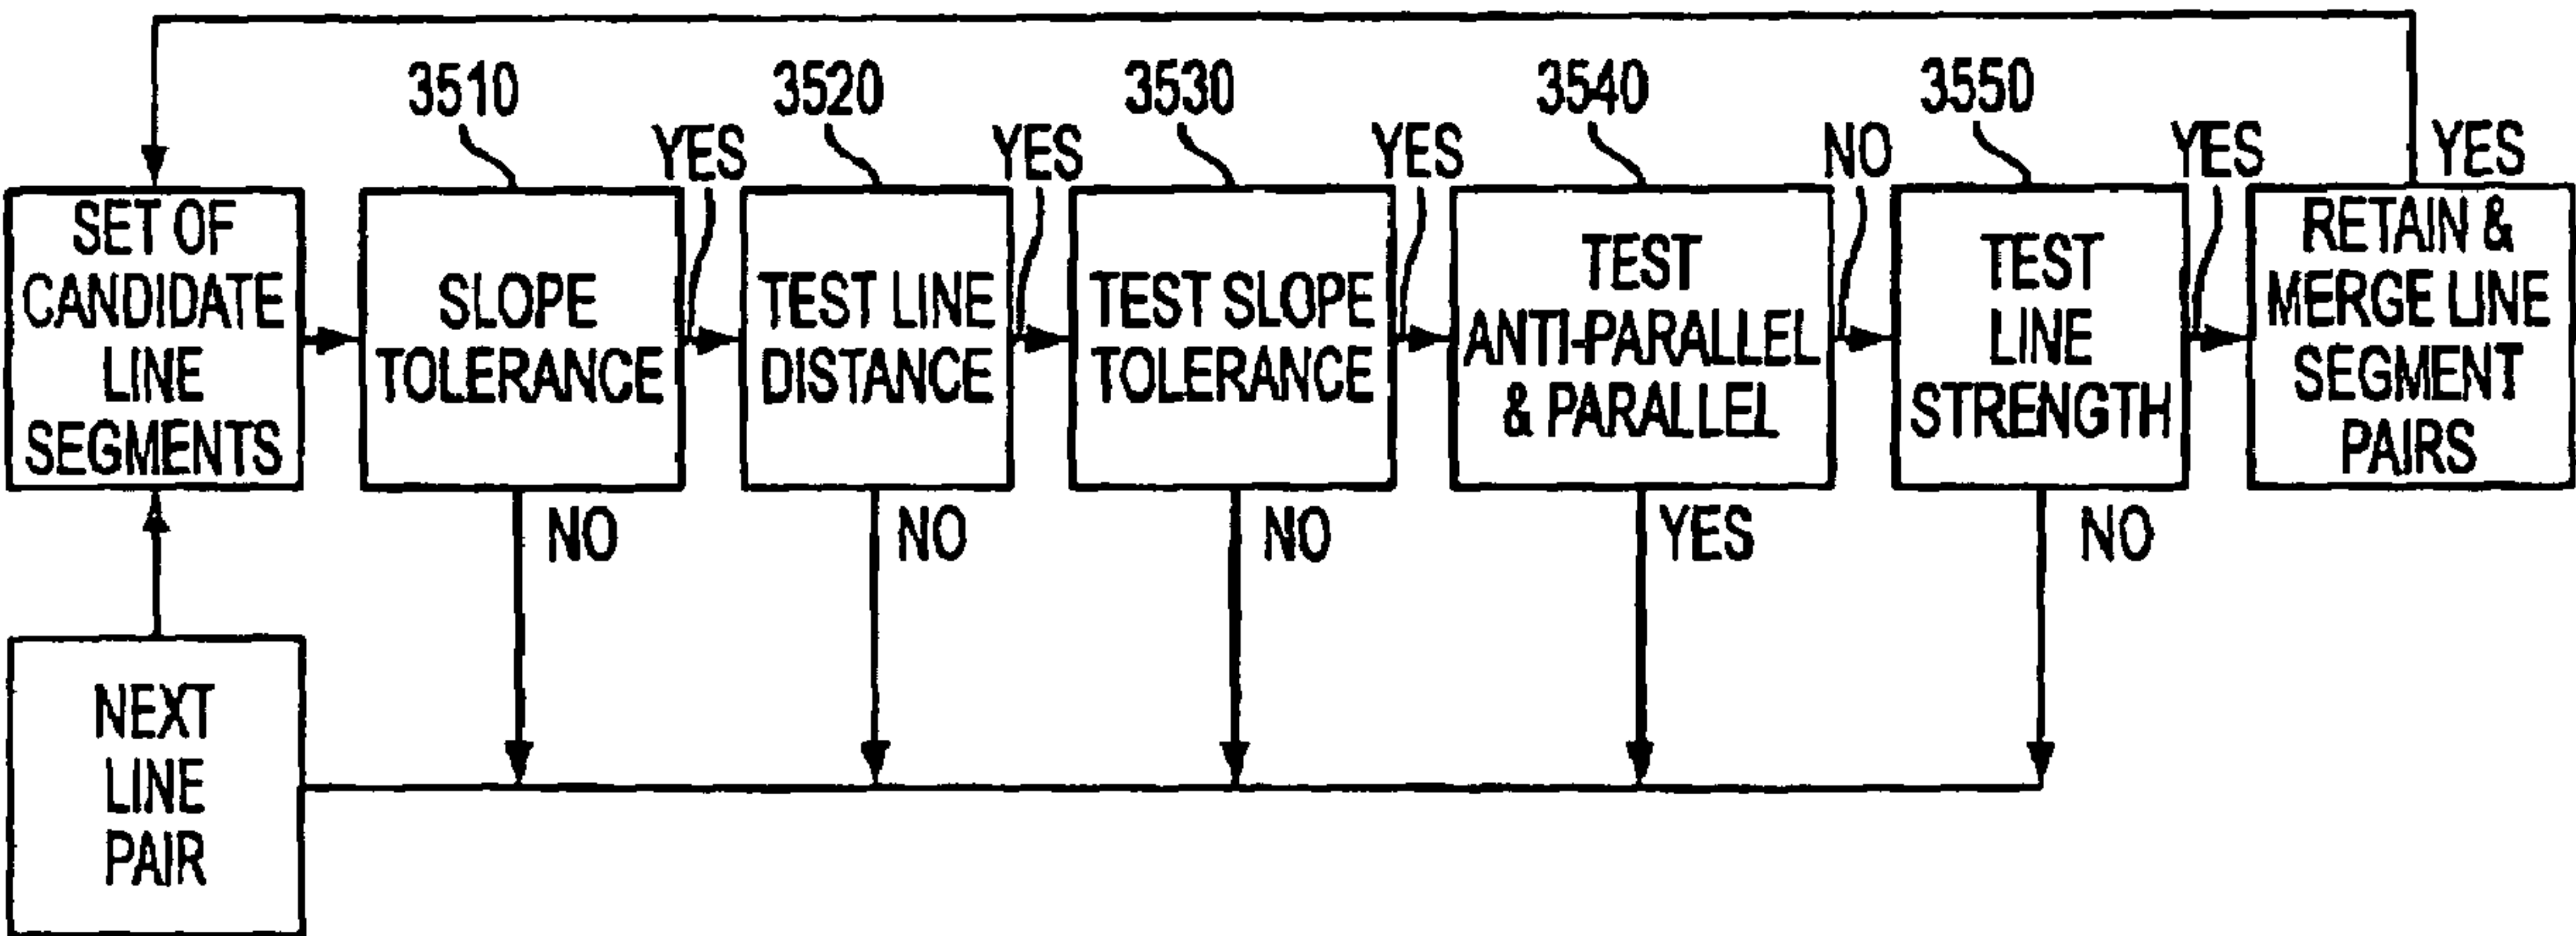 3510
3520
3530
3540
3550
YES
YES
YES
NO
YES
YES
SET OF
CANDIDATE
LINE
SEGMENTS
SLOPE
TOLERANCE
TEST LINE
DISTANCE
TEST SLOPE
TOLERANCE
TEST
ANTI-PARALLEL
& PARALLEL
TEST
LINE
STRENGTH
RETAIN &
MERGE LINE
SEGMENT
PAIRS
NO
NO
NO
YES
NO
NEXT
LINE
PAIR